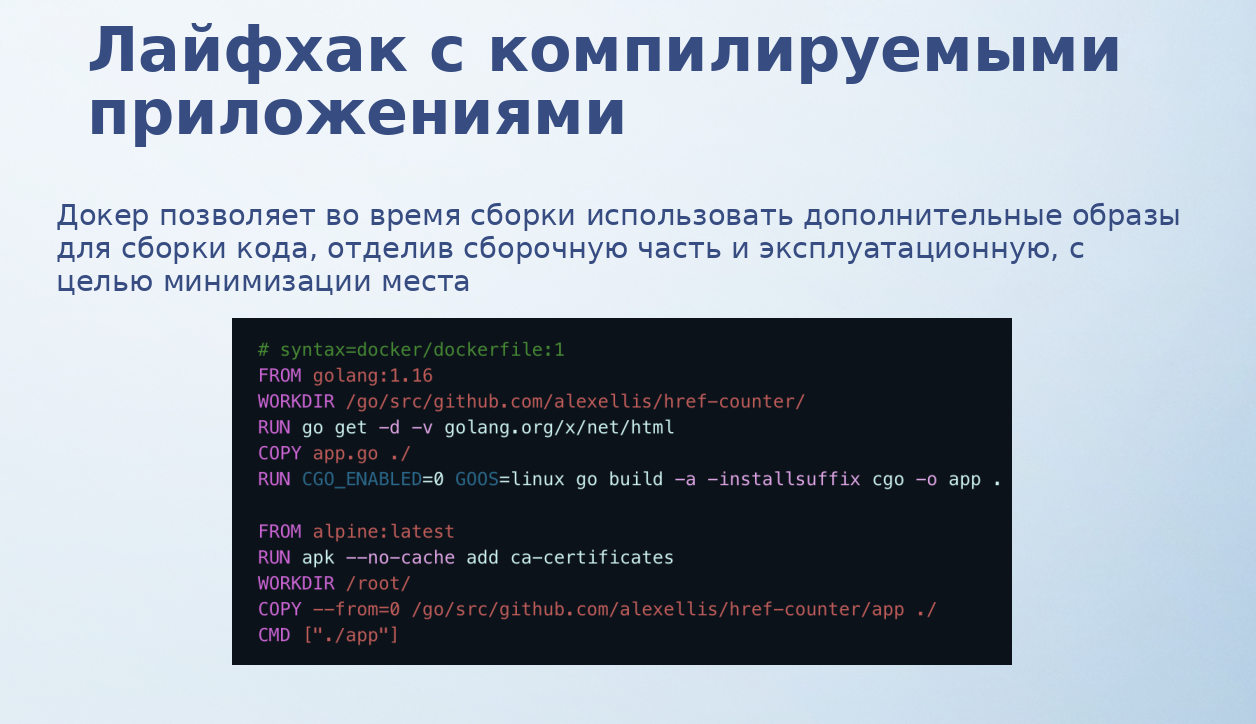 Лайфхак с компилируемыми
приложениями
Докер позволяет во время сборки использовать дополнительные образы
для сборки кода, отделив сборочную часть и эксплуатационную, с
целью минимизации места
# syntax=docker/dockerfile:1
FROM golang:1.16
WORKDIR /go/src/github.com/alexellis/href-counter/
RUN go get -d -v golang.org/x/net/html
COPY app.go ./
RUN CGO_ENABLED=0 GOOS=linux go build -a -installsuffix cgo -o app .
FROM alpine:latest
RUN apk --no-cache add ca-certificates
WORKDIR /root/
COPY --from=0 /go/src/github.com/alexellis/href-counter/app ./
CMD ["./app"]